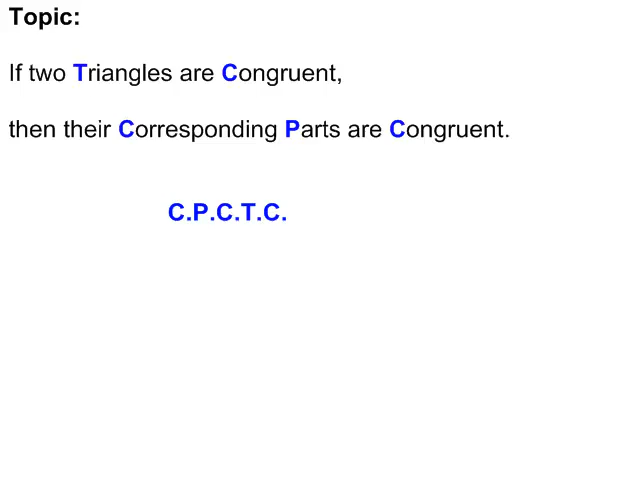 Topic:
If two Triangles are Congruent,
then their Corresponding Parts are Congruent.
C.P.C.T.C.